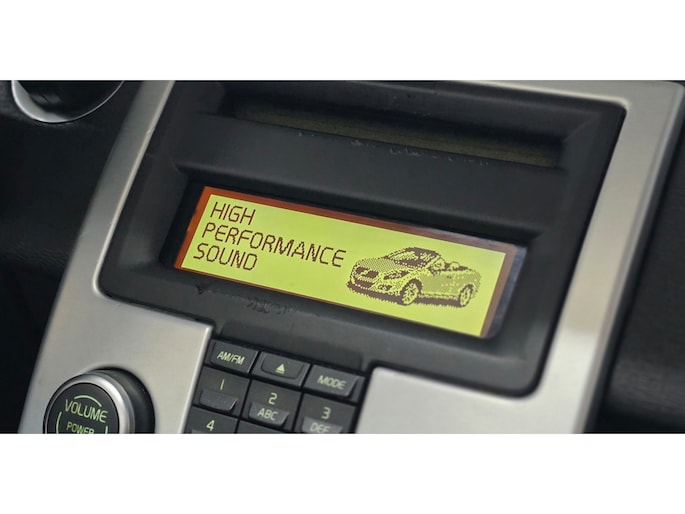 HIGH
PERFORMANCE
SOUND
AM/FM
MODE
1
2
ABC
3
DEF
4
VOLUME
POWER